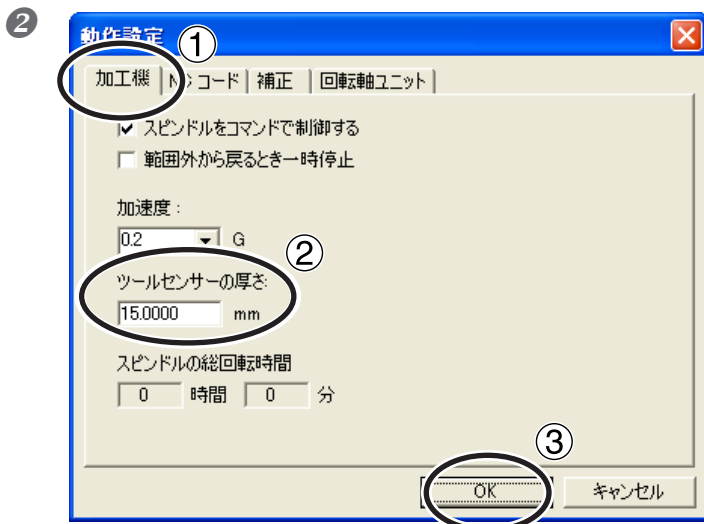 ❷
動作設定
①
加工機 NC コード 補正 回転軸ユニット
スピンドルをコマンドで制御する
範囲外から戻るとき一時停止
加速度：
0.2 G
②
ツールセンサーの厚さ:
15.0000 mm
スピンドルの総回転時間
0 時間 0 分
③
OK キャンセル